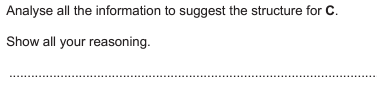 Analyse all the information to suggest the structure for C.
Show all your reasoning.
................................................................................................